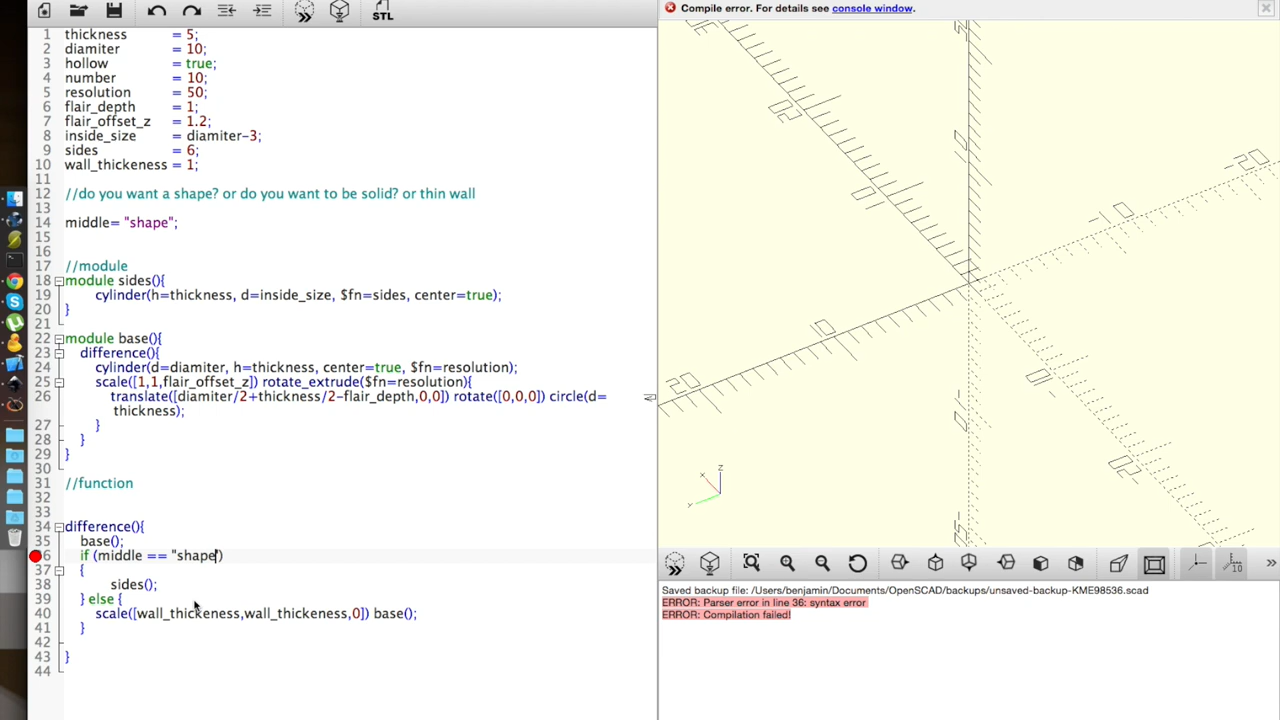 STL
Compile error. For details see console window.
1 thickness = 5;
2 diamiter = 10;
3 hollow = true;
4 number = 10;
5 resolution = 50;
6 flair_depth = 1;
7 flair_offset_z = 1.2;
8 inside_size = diamiter-3;
9 sides = 6;
10 wall_thickeness = 1;
11
12 //do you want a shape? or do you want to be solid? or thin wall
13
14 middle= "shape";
15
16
17 //module
18 module sides(){
19 cylinder(h=thickness, d=inside_size, $fn=sides, center=true);
20 }
21
22 module base(){
23 difference(){
24 cylinder(d=diamiter, h=thickness, center=true, $fn=resolution);
25 scale([1,1,flair_offset_z]) rotate_extrude($fn=resolution){
26 translate([diamiter/2+thickness/2-flair_depth,0,0]) rotate([0,0,0]) circle(d=
thickness);
27 }
28 }
29 }
30
31 //function
32
33
34 difference(){
35 base();
36 if (middle == "shape")
37 {
38 sides();
39 } else {
40 scale([wall_thickeness,wall_thickeness,0]) base();
41 }
42
43 }
44
Saved backup file: /Users/benjamin/Documents/OpenSCAD/backups/unsaved-backup-KME98536.scad
ERROR: Parser error in line 36: syntax error
ERROR: Compilation failed!